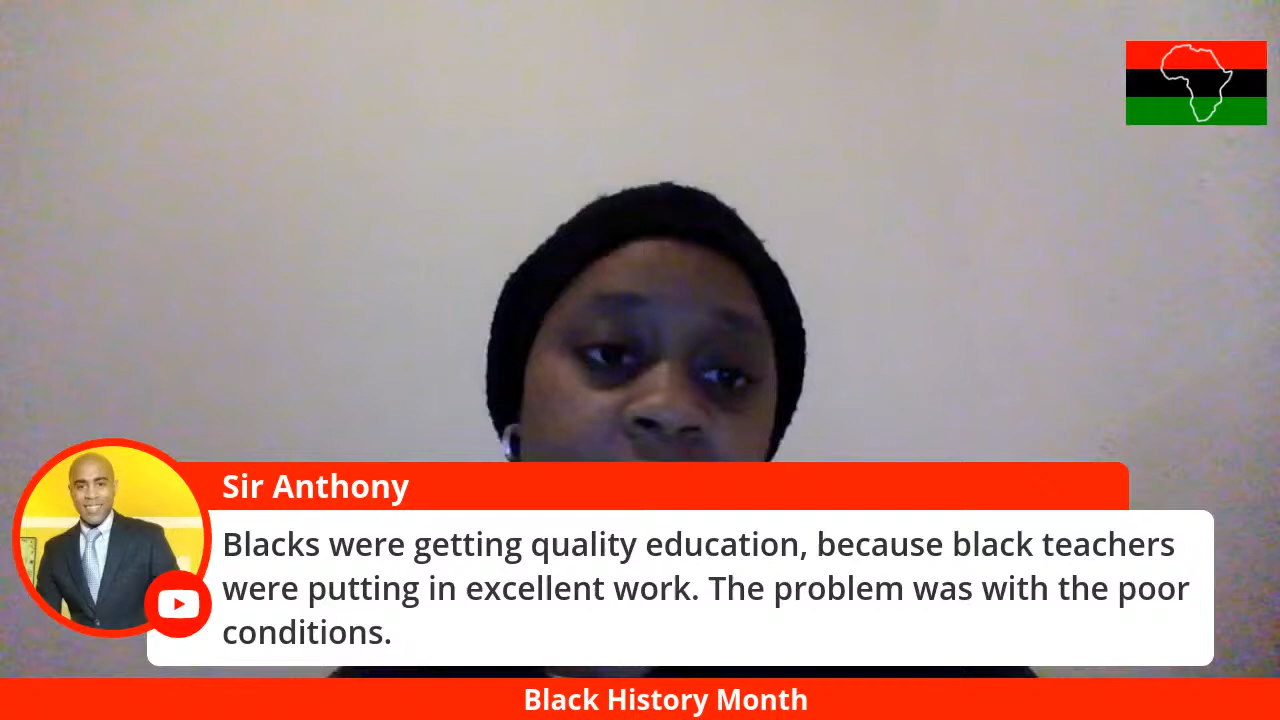 Sir Anthony
Blacks were getting quality education, because black teachers
were putting in excellent work. The problem was with the poor
conditions.
Black History Month